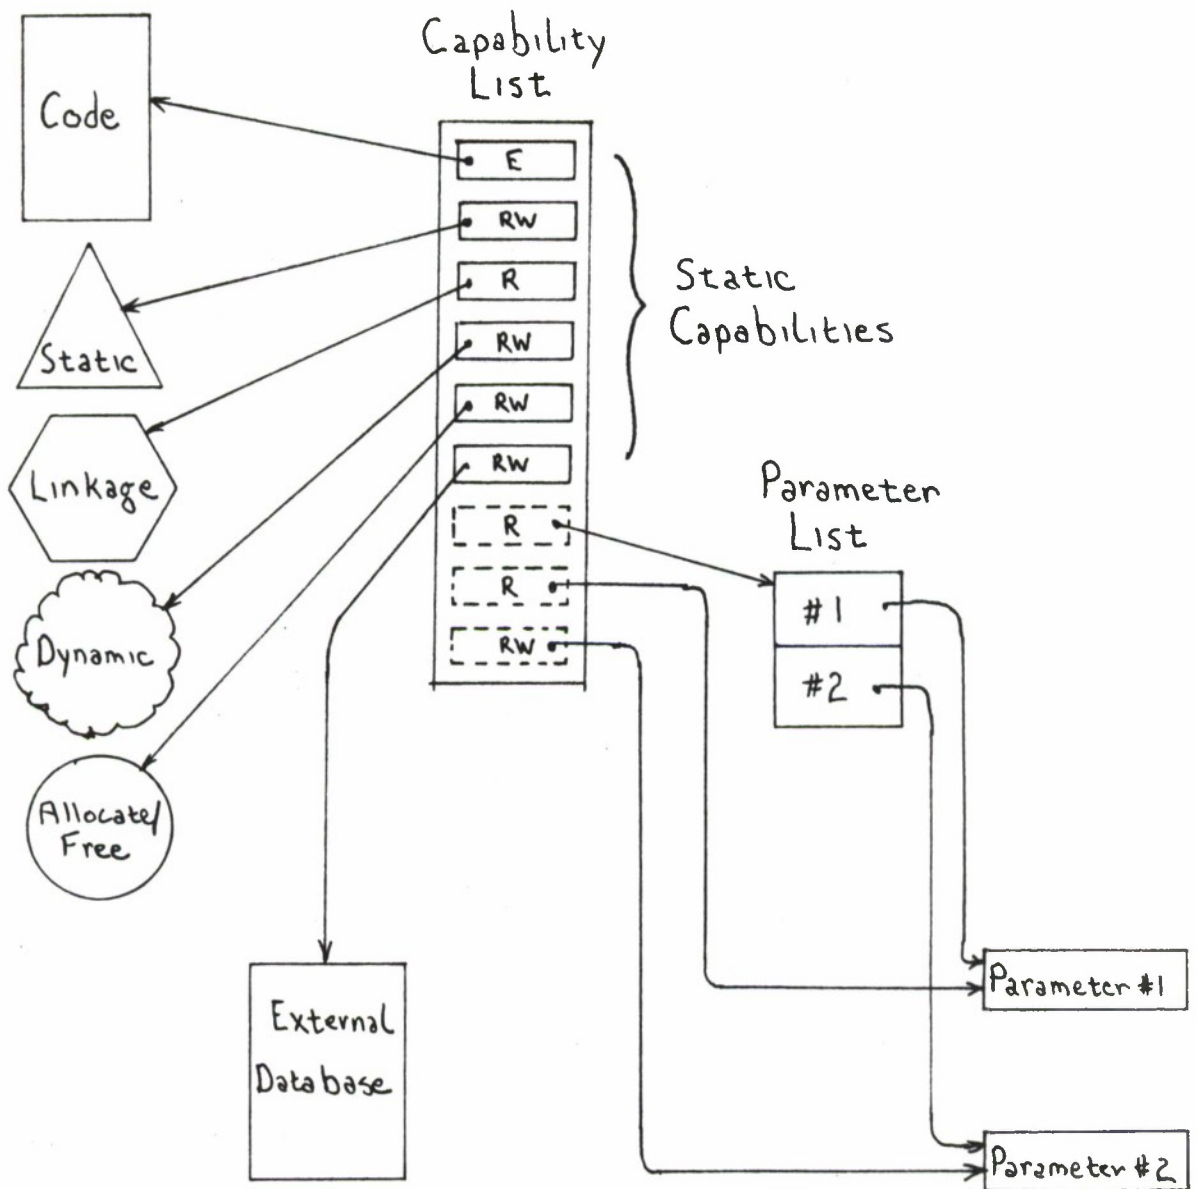 Capability
List
Code
E
RW
R
RW
RW
RW
R
R
RW
Static
Capabilities
Static
Linkage
Dynamic
Allocate/
Free
Parameter
List
#1
#2
External
Database
Parameter #1
Parameter #2